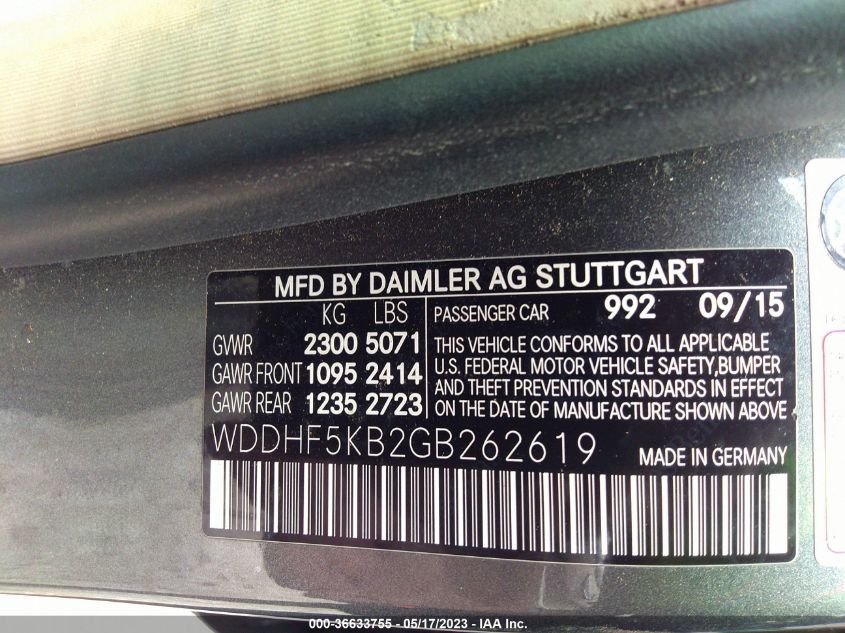 MFD BY DAIMLER AG STUTTGART
KG LBS
GVWR 2300 5071
GAWR FRONT 1095 2414
GAWR REAR 1235 2723
PASSENGER CAR 992 09/15
THIS VEHICLE CONFORMS TO ALL APPLICABLE
U.S. FEDERAL MOTOR VEHICLE SAFETY,BUMPER
AND THEFT PREVENTION STANDARDS IN EFFECT
ON THE DATE OF MANUFACTURE SHOWN ABOVE
WDDHF5KB2GB262619 MADE IN GERMANY
000-36633755 - 05/17/2023 - IAA Inc.